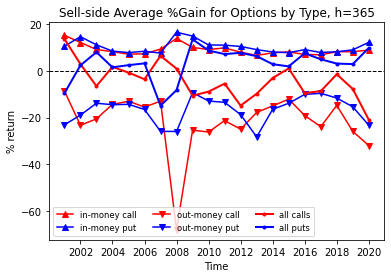 Sell-side Average %Gain for Options by Type, h=365
% return
20
0
−20
−40
−60
in-money call
in-money put
out-money call
out-money put
all calls
all puts
2002 2004 2006 2008 2010 2012 2014 2016 2018 2020
Time